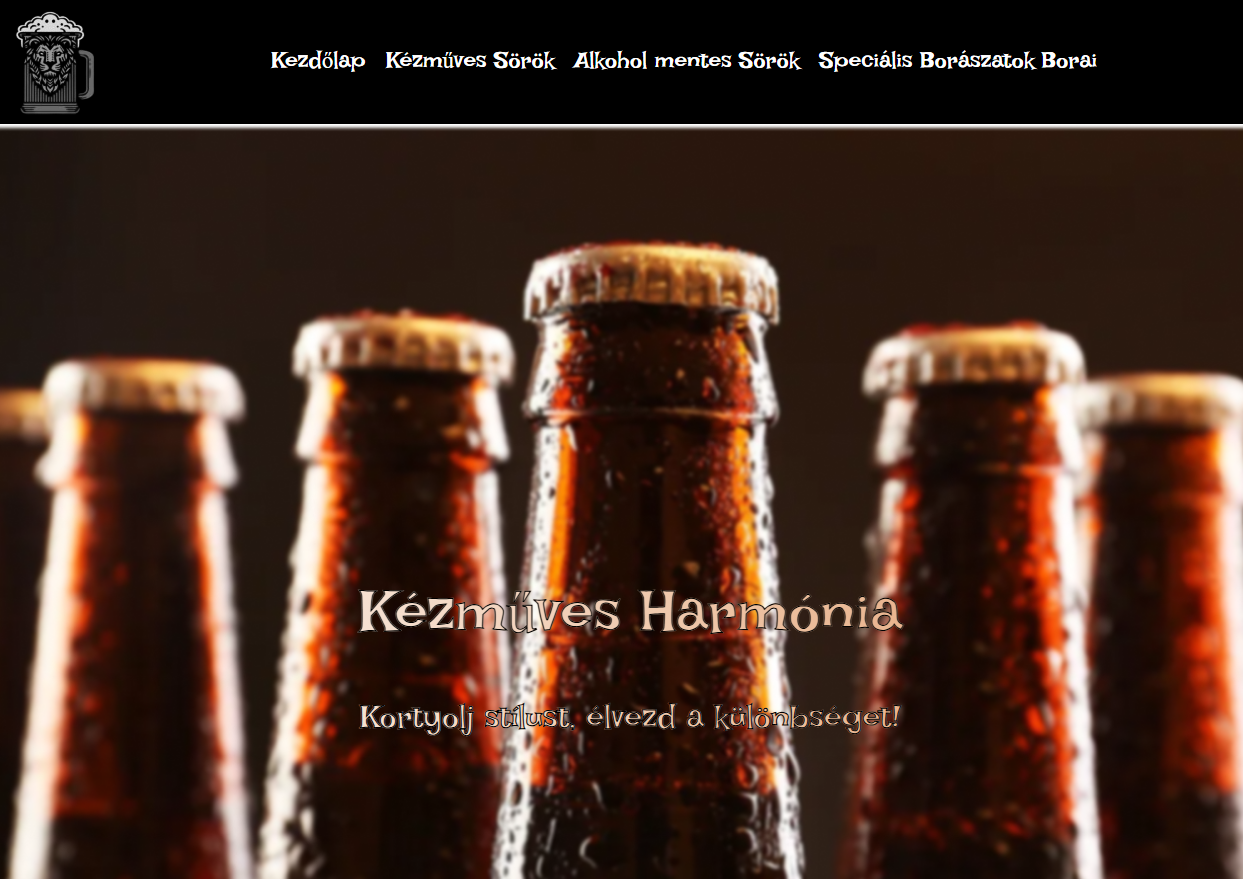 Kezdőlap Kézműves Sörök Alkohol mentes Sörök Speciális Borászatok Borai
Kézműves Harmónia
Kortyolj stílust, élvezd a különbséget!